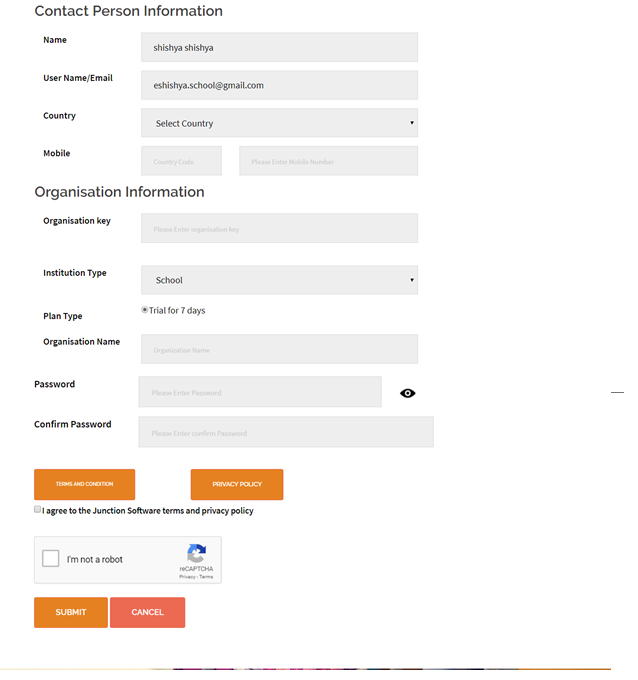 Contact Person Information
Name
shishya shishya
User Name/Email
eshishya.school@gmail.com
Country
Select Country
Mobile
Country Code
Please Enter Mobile Number
Organisation Information
Organisation key
Please Enter organisation key
Institution Type
School
Plan Type
Trial for 7 days
Organisation Name
Organization Name
Password
Please Enter Password
Confirm Password
Please Enter confirm Password
TERMS AND CONDITION
PRIVACY POLICY
I agree to the Junction Software terms and privacy policy
I'm not a robot
reCAPTCHA
Privacy - Terms
SUBMIT
CANCEL